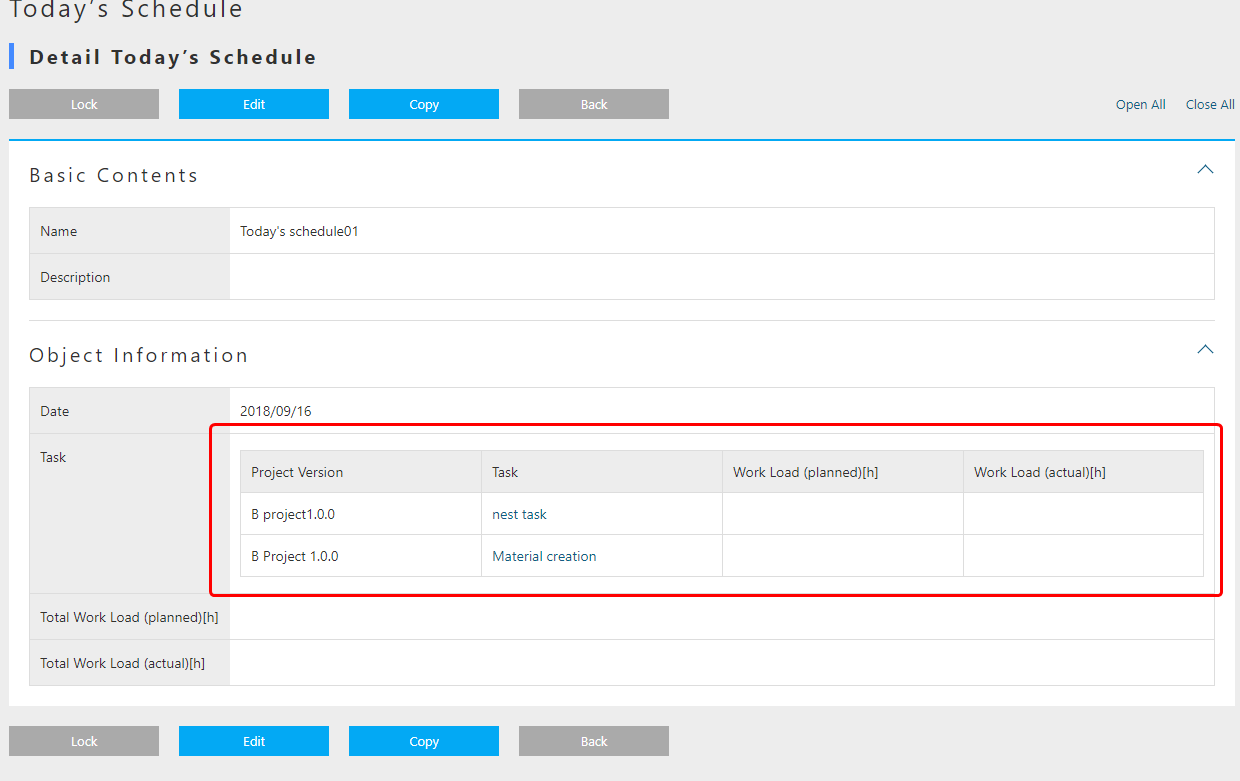 Today's Schedule
Detail Today's Schedule
Lock Edit Copy Back Open All Close All
Basic Contents
Name Today's schedule01
Description
Object Information
Date 2018/09/16
Task
Project Version Task Work Load (planned)[h] Work Load (actual)[h]
B project1.0.0 nest task
B Project 1.0.0 Material creation
Total Work Load (planned)[h]
Total Work Load (actual)[h]
Lock Edit Copy Back